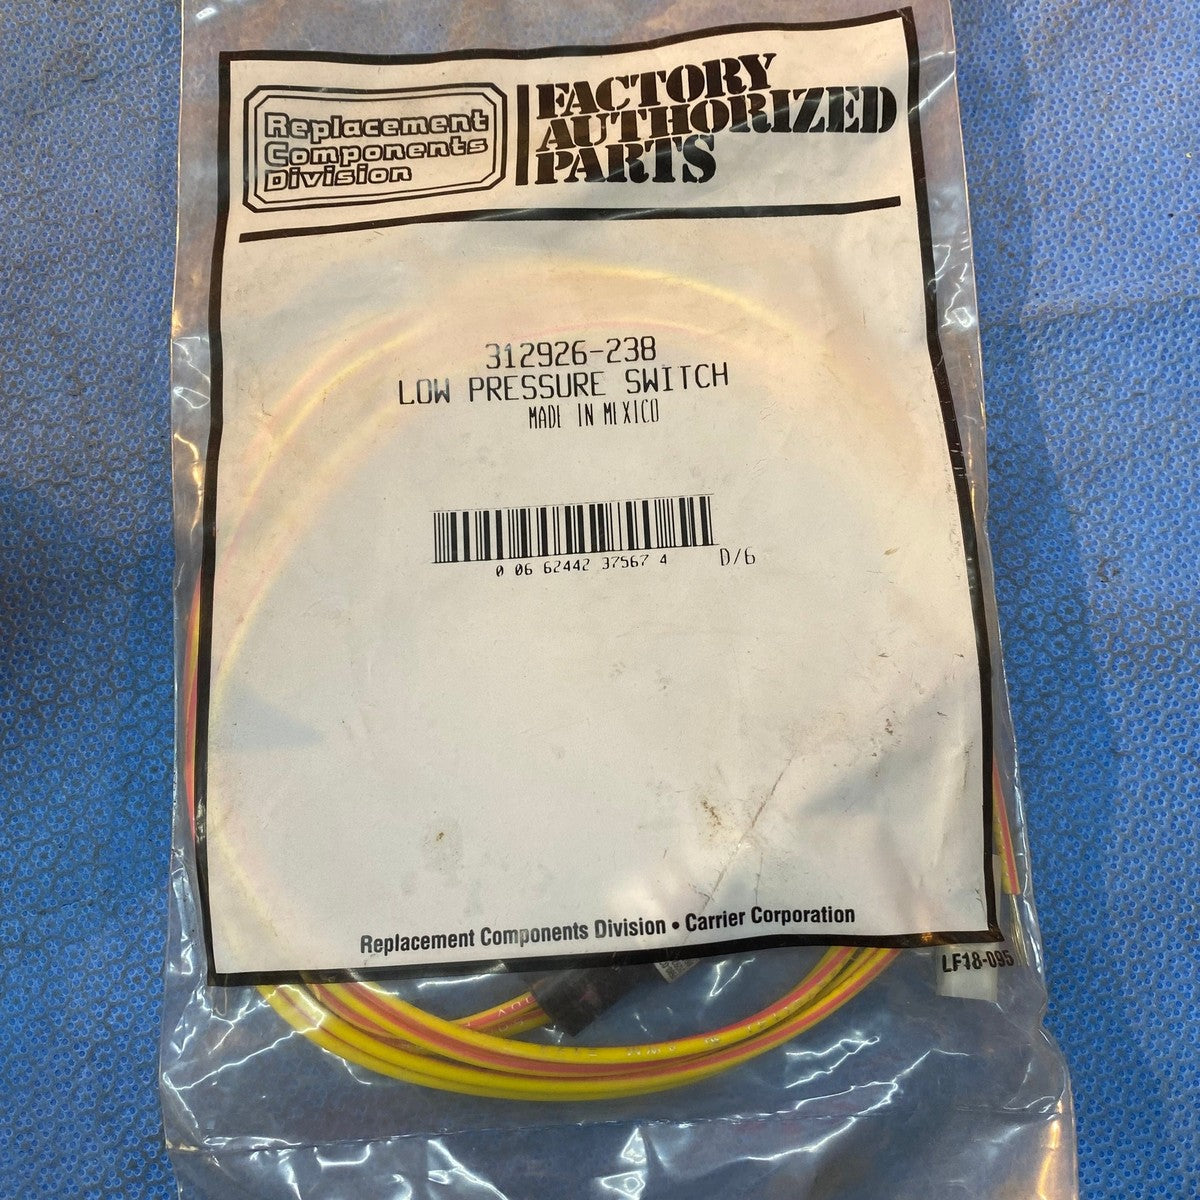 Replacement
Components
Division
FACTORY
AUTHORIZED
PARTS
312926-238
LOW PRESSURE SWITCH
MADE IN MEXICO
0 06 62442 37567 4
D/6
Replacement Components Division • Carrier Corporation
LF18-095